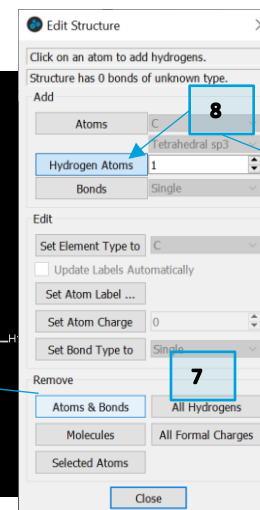 Edit Structure
Click on an atom to add hydrogens.
Structure has 0 bonds of unknown type.
Add
8
Atoms C
Tetrahedral sp3
Hydrogen Atoms 1
Bonds Single
Edit
Set Element Type to C
Update Labels Automatically
Set Atom Label ...
Set Atom Charge 0
H
Set Bond Type to Single
Remove
7
Atoms & Bonds All Hydrogens
Molecules All Formal Charges
Selected Atoms
Close